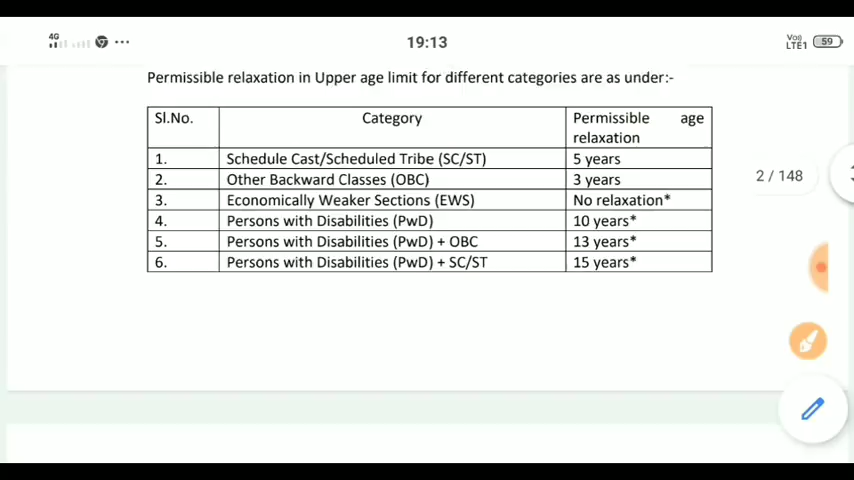 4G ... 19:13 Vo)) LTE1 59
Permissible relaxation in Upper age limit for different categories are as under:-
Sl.No. Category Permissible age relaxation
1. Schedule Cast/Scheduled Tribe (SC/ST) 5 years
2. Other Backward Classes (OBC) 3 years
3. Economically Weaker Sections (EWS) No relaxation*
4. Persons with Disabilities (PwD) 10 years*
5. Persons with Disabilities (PwD) + OBC 13 years*
6. Persons with Disabilities (PwD) + SC/ST 15 years*
2 / 148